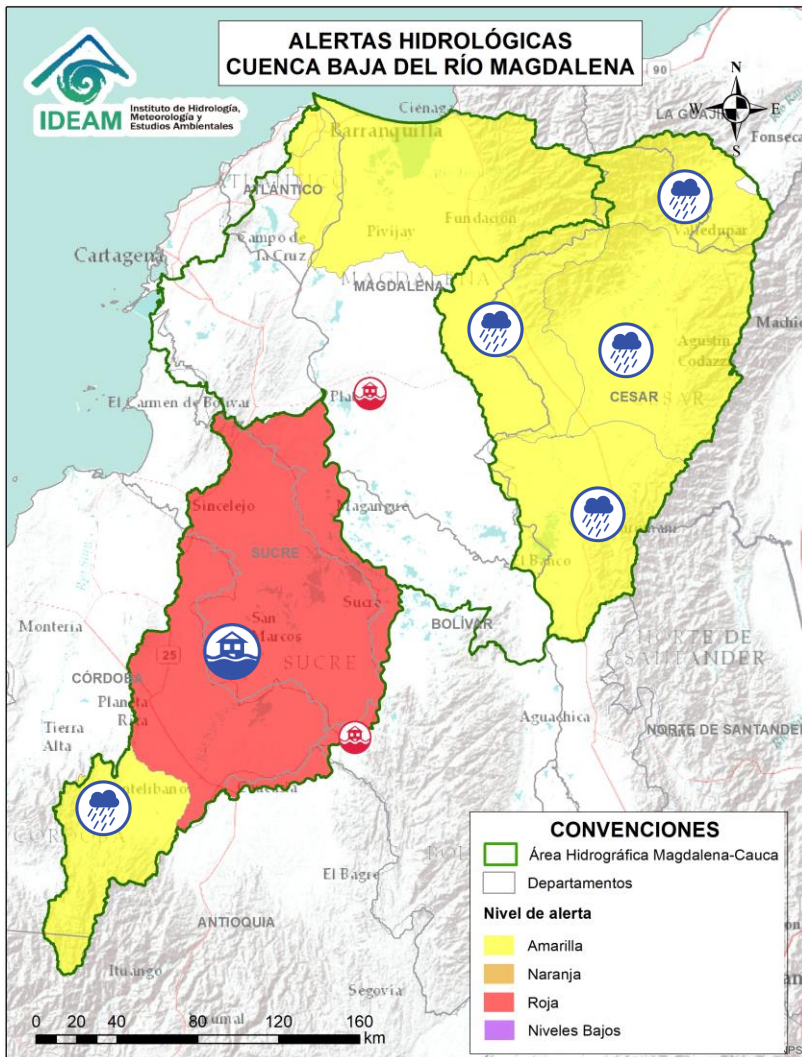 ALERTAS HIDROLÓGICAS
CUENCA BAJA DEL RÍO MAGDALENA
IDEAM
Instituto de Hidrología,
Meteorología y
Estudios Ambientales
N
W
E
S
90
Ciénaga
LA GUAJIRA
Barranquilla
Fonseca
ATLÁNTICO
Valledupar
Fundación
Pivijay
Campo de
la Cruz
Cartagena
MAGDALENA
MAGDALENA
Agustín
Codazzi
CESAR
El Carmen de Bolívar
Sincelejo
Magangué
SUCRE
El Banco
Sucre
San
Marcos
BOLÍVAR
Montería
25
SUCRE
NORTE DE
SANTANDER
CÓRDOBA
Planeta
Rica
Tierra
Alta
Aguachica
NORTE DE SANTANDER
CÓRDOBA
El Bagre
ANTIOQUIA
Ituango
Segovia
CONVENCIONES
Área Hidrográfica Magdalena-Cauca
Departamentos
Nivel de alerta
Amarilla
Naranja
Roja
Niveles Bajos
0 20 40 80 120 160
km